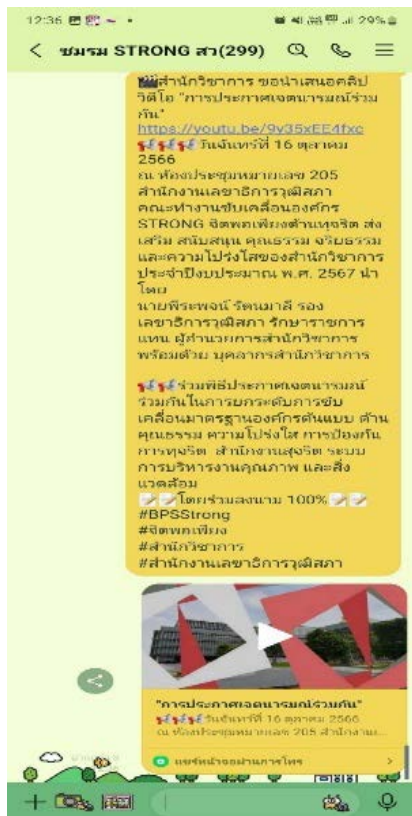 12:36
29%
ชมรม STRONG สว(299)
สำนักวิชาการ ขอนำเสนอคลิป
วิดีโอ "การประกาศเจตนารมณ์ร่วม
กัน"
https://youtu.be/9v35xEE4fxc
วันจันทร์ที่ 16 ตุลาคม
2566
ณ ห้องประชุมหมายเลข 205
สำนักงานเลขาธิการวุฒิสภา
คณะทำงานขับเคลื่อนองค์กร
STRONG จิตพอเพียงต้านทุจริต ส่ง
เสริม สนับสนุน คุณธรรม จริยธรรม
และความโปร่งใสของสำนักวิชาการ
ประจำปีงบประมาณ พ.ศ. 2567 นำ
โดย
นายพีระพจน์ รัตนมาลี รอง
เลขาธิการวุฒิสภา รักษาราชการ
แทน ผู้อำนวยการสำนักวิชาการ
พร้อมด้วย บุคลากรสำนักวิชาการ
ร่วมพิธีประกาศเจตนารมณ์
ร่วมกันในการยกระดับการขับ
เคลื่อนมาตรฐานองค์กรต้นแบบ ด้าน
คุณธรรม ความโปร่งใส การป้องกัน
การทุจริต สำนักงานสุจริต ระบบ
การบริหารงานคุณภาพ และสิ่ง
แวดล้อม
โดยร่วมลงนาม 100%
#BPSStrong
#จิตพอเพียง
#สำนักวิชาการ
#สำนักงานเลขาธิการวุฒิสภา
"การประกาศเจตนารมณ์ร่วมกัน"
วันจันทร์ที่ 16 ตุลาคม 2566
ณ ห้องประชุมหมายเลข 205 สำนักงาน...
แชร์หน้าจอผ่านการโทร